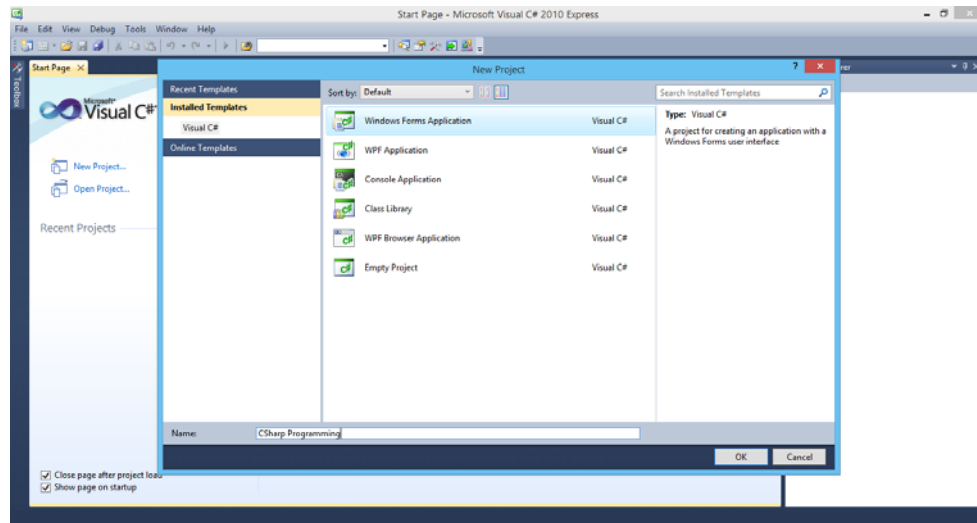 Start Page - Microsoft Visual C# 2010 Express
File Edit View Debug Tools Window Help
Toolbox
Start Page
Microsoft
Visual C#
New Project...
Open Project...
Recent Projects
Close page after project load
Show page on startup
New Project
Recent Templates
Installed Templates
Visual C#
Online Templates
Sort by: Default
Search Installed Templates
Windows Forms Application Visual C#
WPF Application Visual C#
Console Application Visual C#
Class Library Visual C#
WPF Browser Application Visual C#
Empty Project Visual C#
Type: Visual C#
A project for creating an application with a
Windows Forms user interface
Name: CSharp Programming
OK Cancel